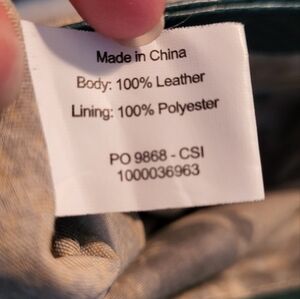 Made in China
Body: 100% Leather
Lining: 100% Polyester
PO 9868 - CSI
1000036963